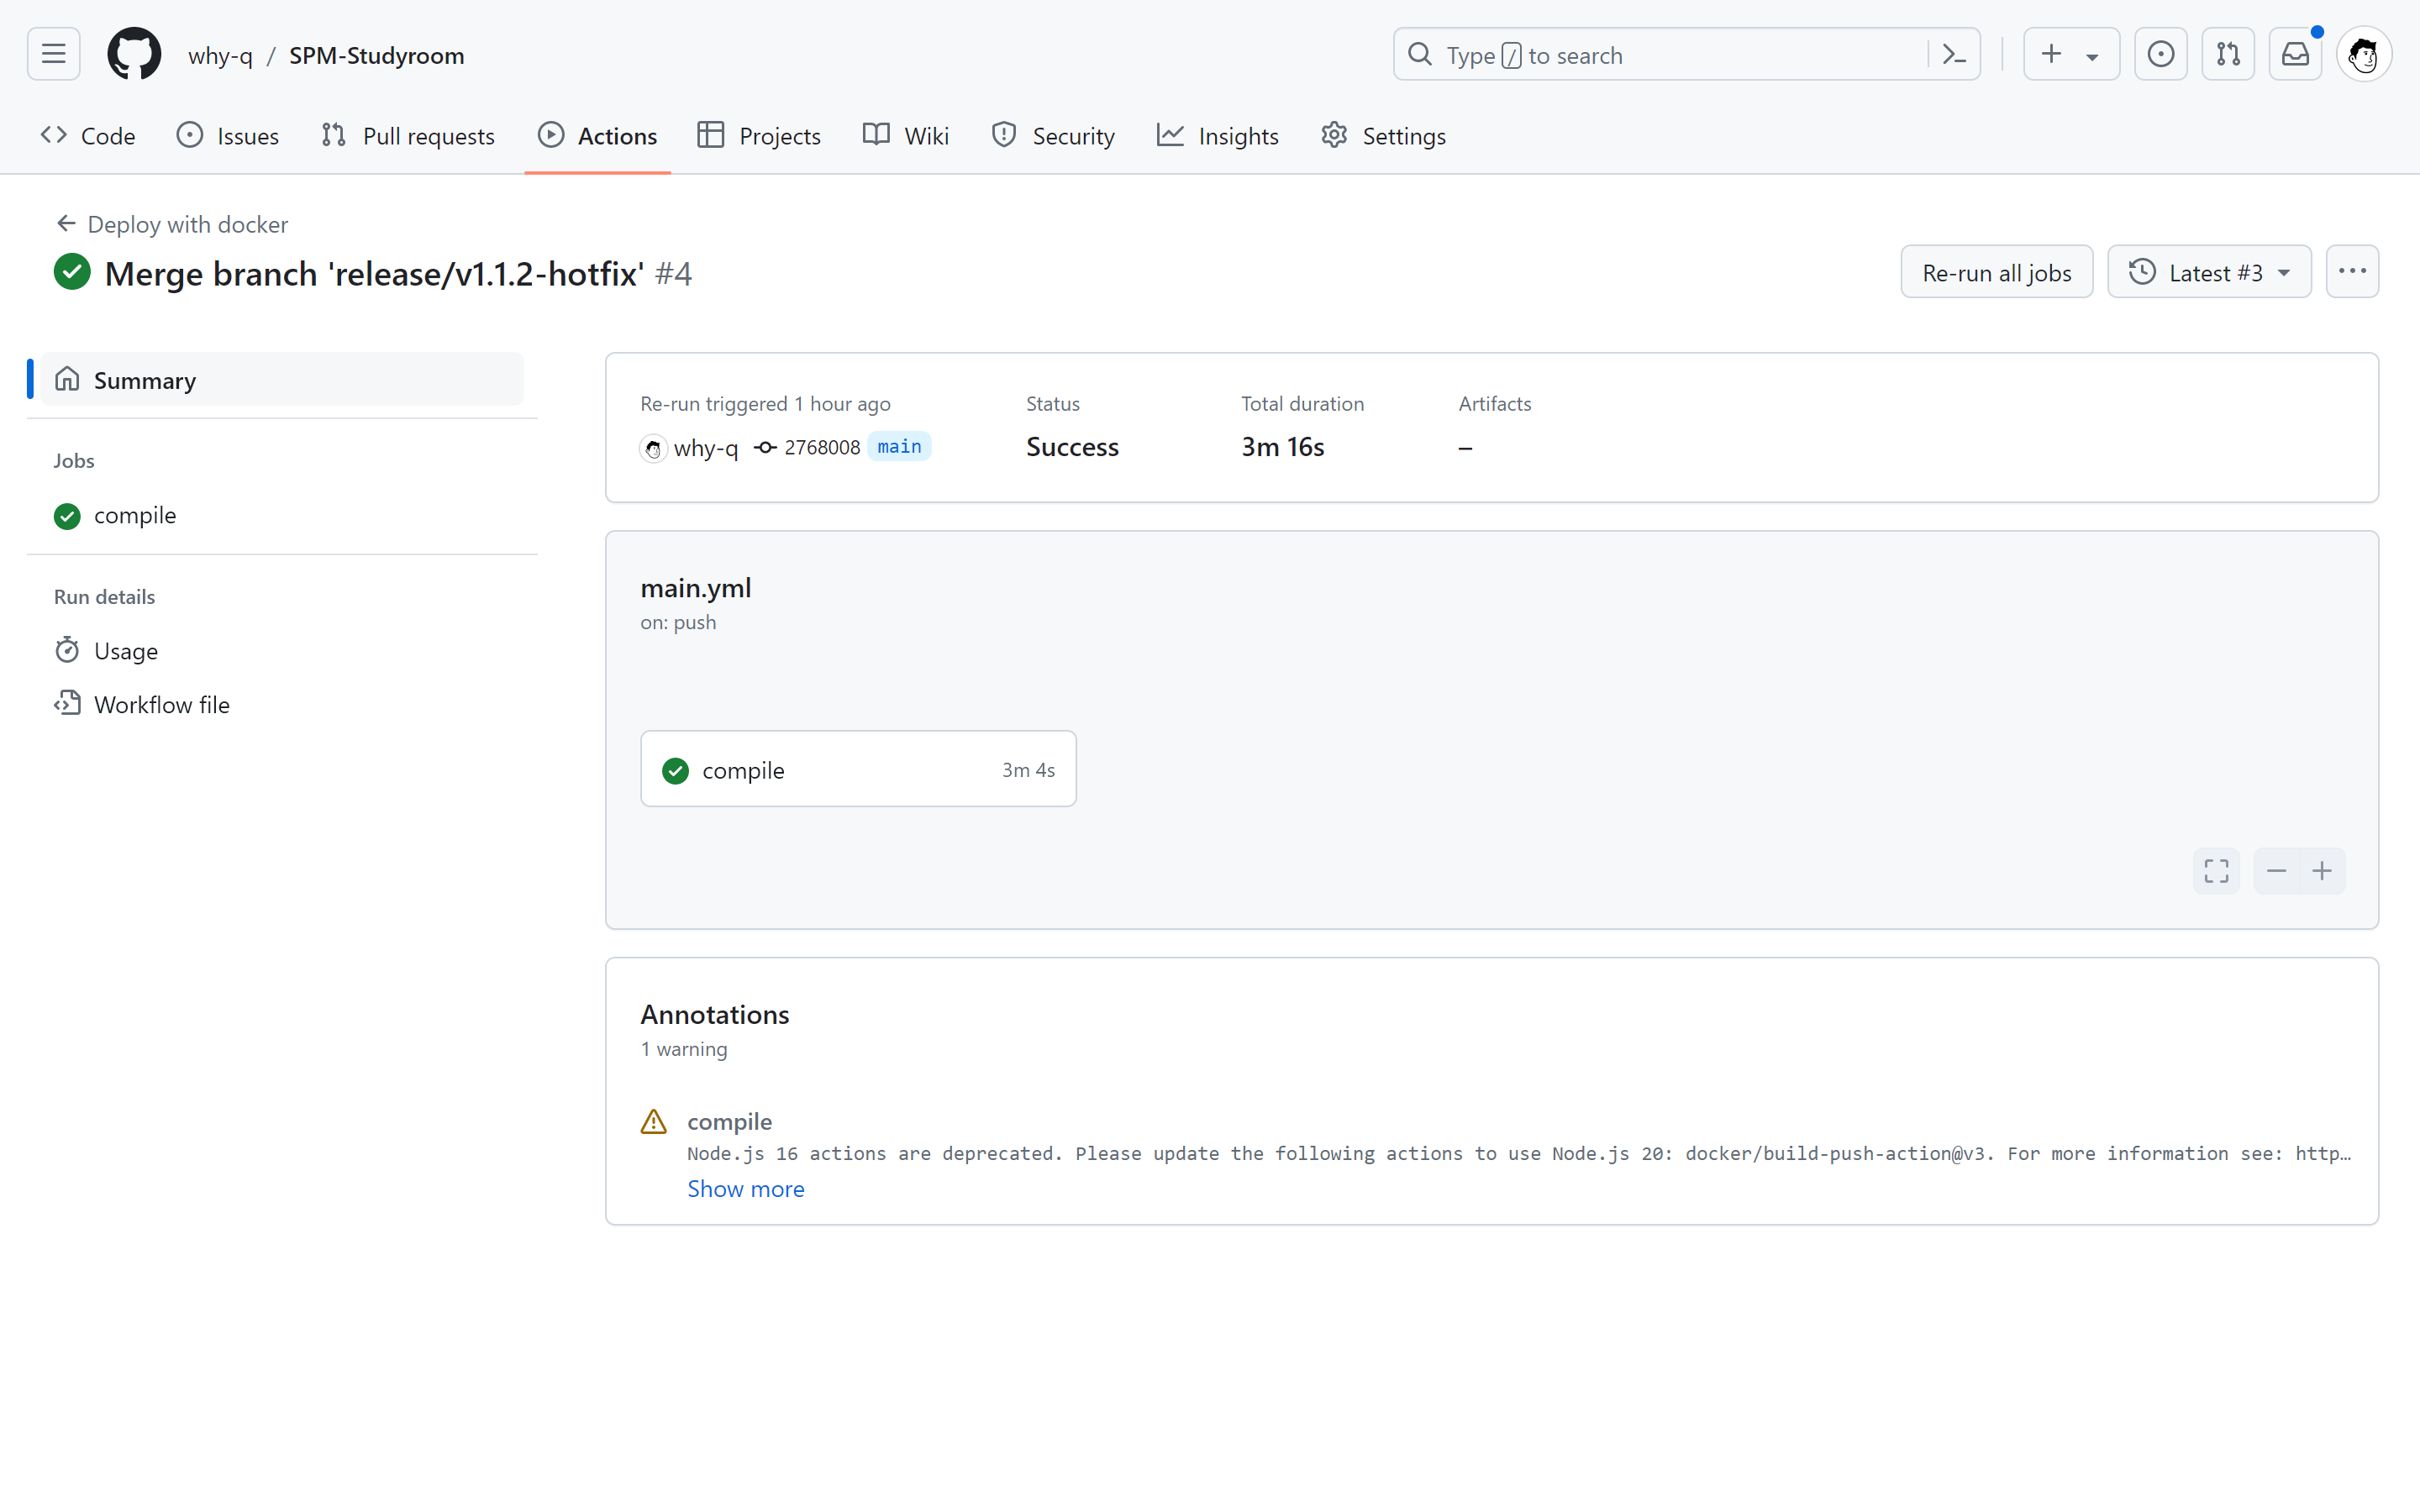 why-q / SPM-Studyroom
Type / to search
Code Issues Pull requests Actions Projects Wiki Security Insights Settings
Deploy with docker
Merge branch 'release/v1.1.2-hotfix' #4
Re-run all jobs
Latest #3
Summary
Jobs
compile
Run details
Usage
Workflow file
Re-run triggered 1 hour ago
why-q 2768008 main
Status
Success
Total duration
3m 16s
Artifacts
–
main.yml
on: push
compile 3m 4s
Annotations
1 warning
compile
Node.js 16 actions are deprecated. Please update the following actions to use Node.js 20: docker/build-push-action@v3. For more information see: http…
Show more